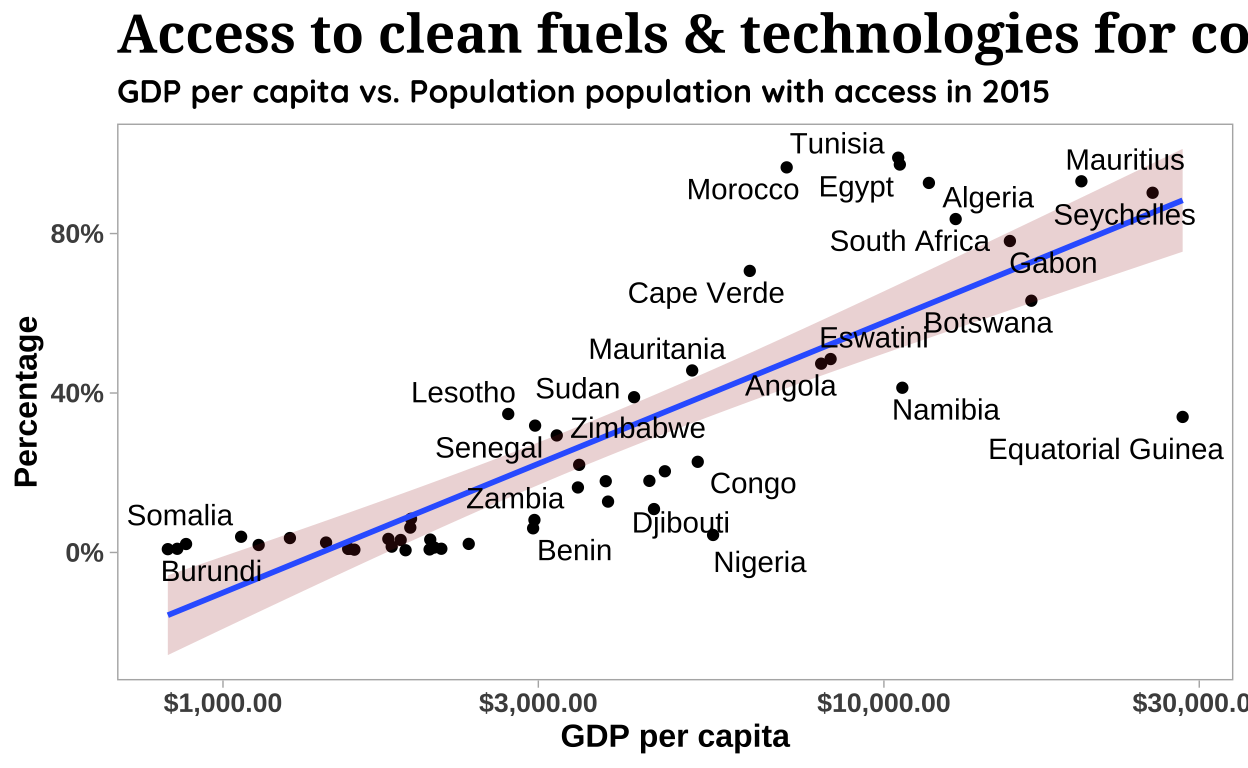 Access to clean fuels & technologies for co
GDP per capita vs. Population population with access in 2015
Tunisia
Mauritius
Morocco
Egypt
Algeria
Seychelles
80%
South Africa
Gabon
Cape Verde
Botswana
Eswatini
Mauritania
Percentage
Lesotho
Sudan
Angola
40%
Namibia
Zimbabwe
Senegal
Equatorial Guinea
Congo
Zambia
Somalia
Djibouti
0%
Benin
Nigeria
Burundi
$1,000.00
$3,000.00
$10,000.00
$30,000.0
GDP per capita